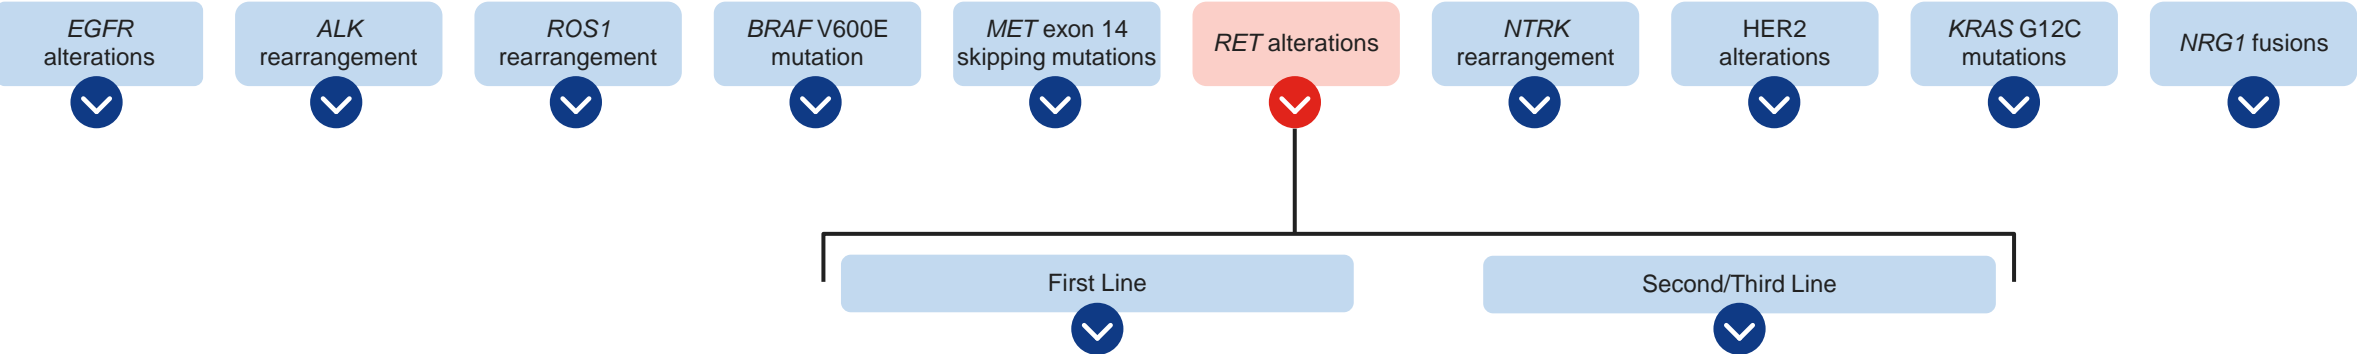 EGFR
alterations
ALK
rearrangement
ROS1
rearrangement
BRAF V600E
mutation
MET exon 14
skipping mutations
RET alterations
NTRK
rearrangement
HER2
alterations
KRAS G12C
mutations
NRG1 fusions
First Line
Second/Third Line